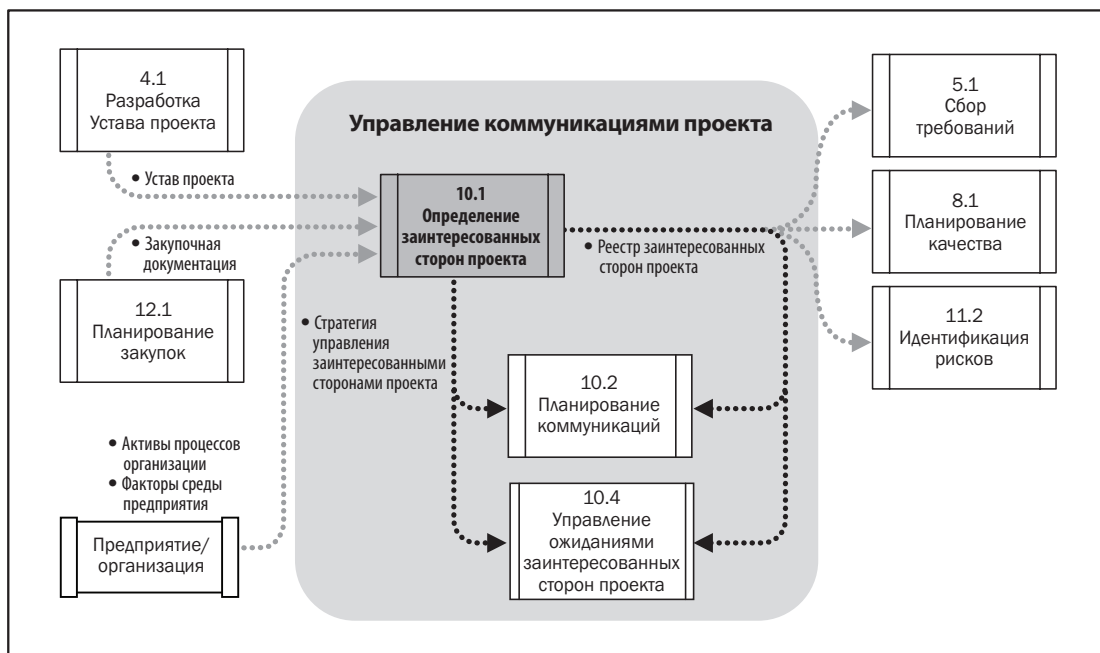 4.1
Разработка
Устава проекта
• Устав проекта
• Закупочная
документация
12.1
Планирование
закупок
• Активы процессов
организации
• Факторы среды
предприятия
Предприятие/
организация
Управление коммуникациями проекта
10.1
Определение
заинтересованных
сторон проекта
• Реестр заинтересованных
сторон проекта
• Стратегия
управления
заинтересованными
сторонами проекта
10.2
Планирование
коммуникаций
10.4
Управление
ожиданиями
заинтересованных
сторон проекта
5.1
Сбор
требований
8.1
Планирование
качества
11.2
Идентификация
рисков